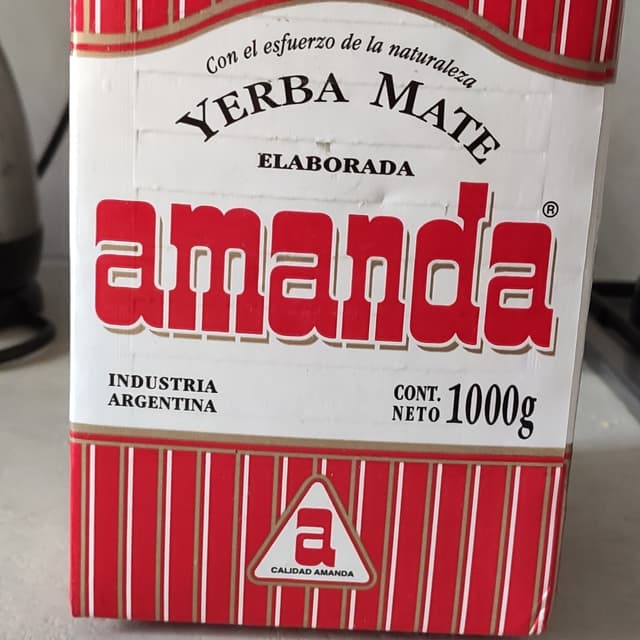 Con el esfuerzo de la naturaleza
YERBA MATE
ELABORADA
amanda®
INDUSTRIA
ARGENTINA
CONT.
NETO 1000g
a
CALIDAD AMANDA